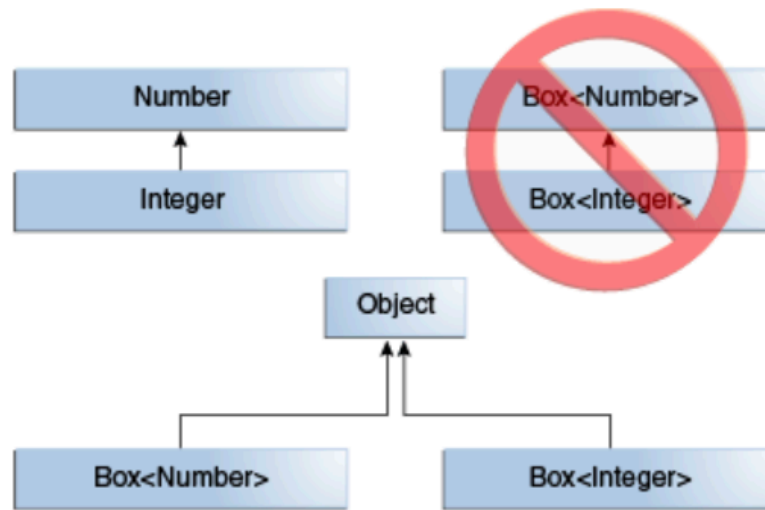 Number
Box<Number>
Integer
Box<Integer>
Object
Box<Number>
Box<Integer>